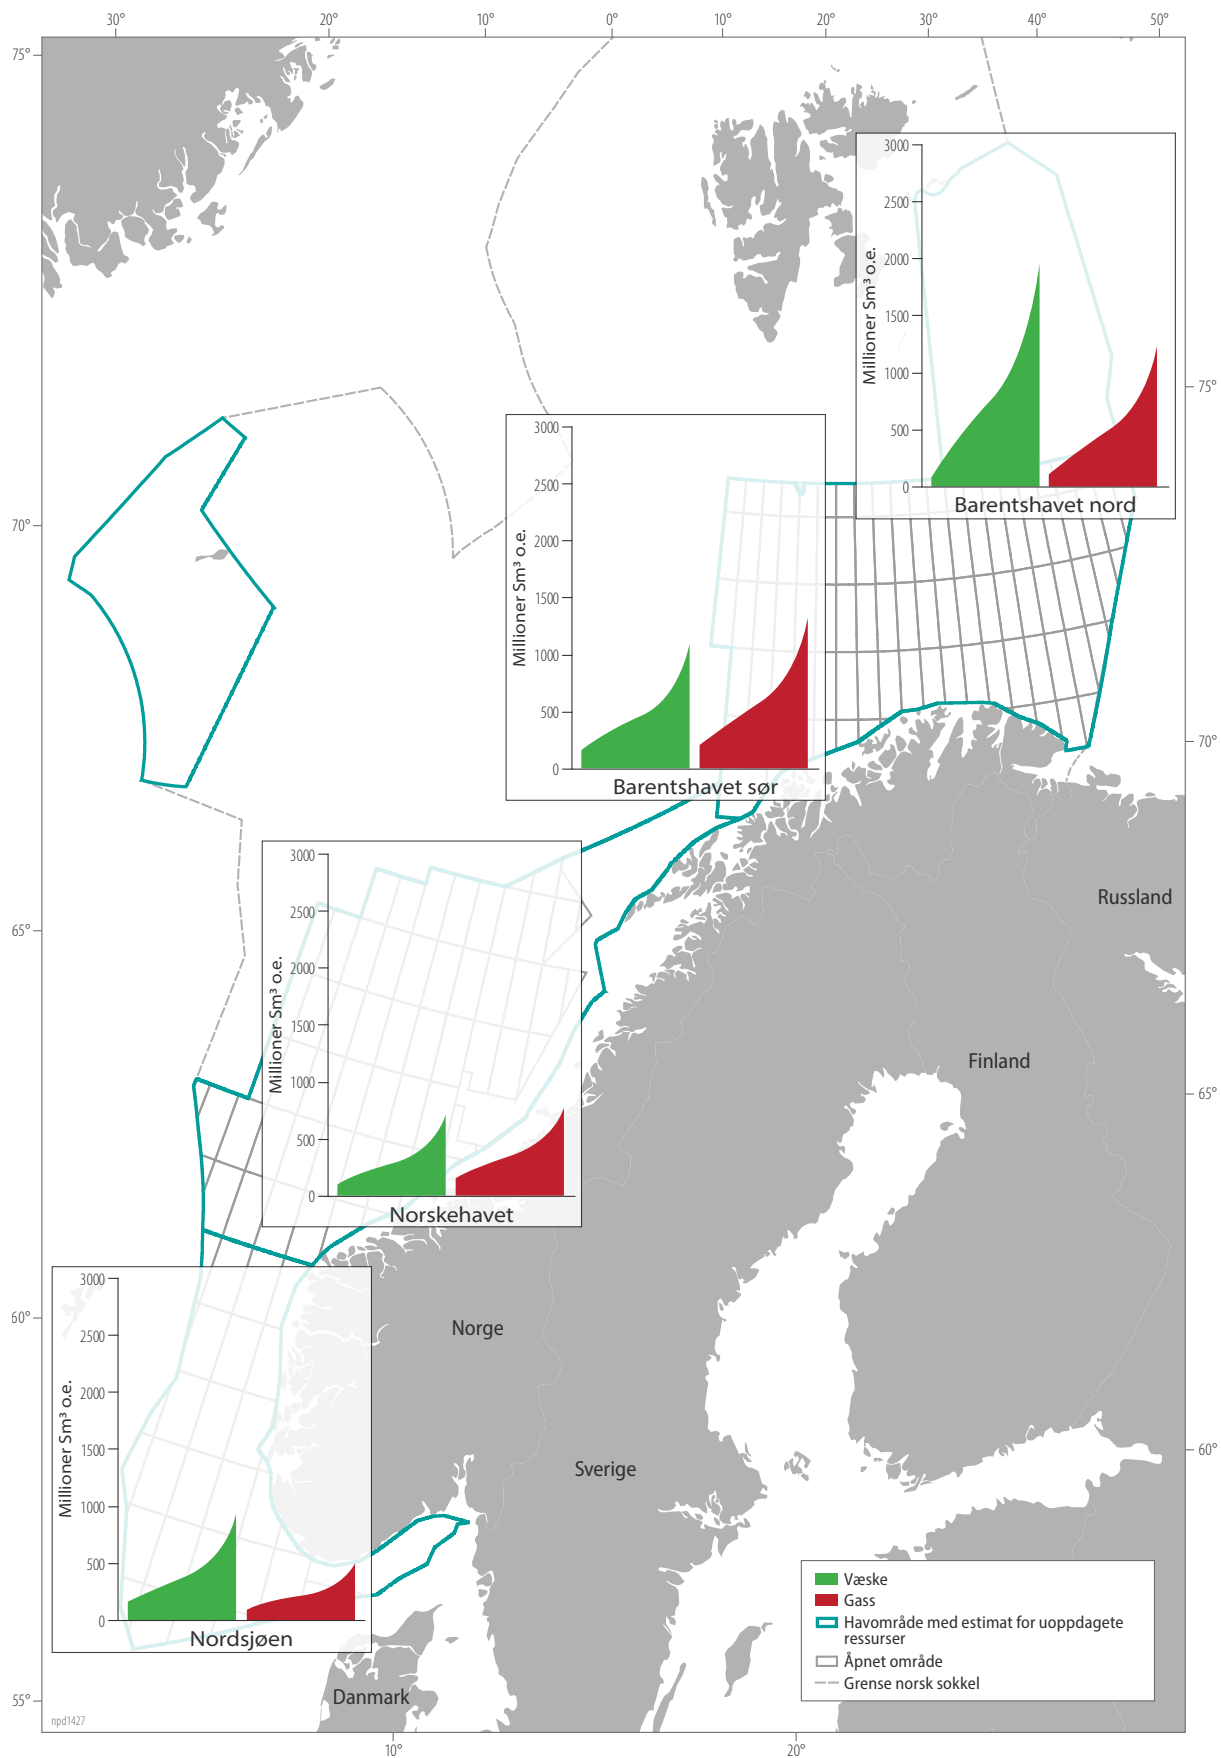 30°
20°
10°
0°
10°
20°
30°
40°
50°
75°
3000
2500
2000
1500
1000
500
0
Millioner Sm³ o.e.
Barentshavet nord
75°
3000
2500
2000
1500
1000
500
0
Millioner Sm³ o.e.
Barentshavet sør
70°
70°
3000
2500
2000
1500
1000
500
0
Millioner Sm³ o.e.
Norskehavet
65°
Russland
Finland
65°
3000
2500
2000
1500
1000
500
0
Millioner Sm³ o.e.
Nordsjøen
60°
Norge
Sverige
60°
Væske
Gass
Havområde med estimat for uoppdagete
ressurser
Åpnet område
Grense norsk sokkel
Danmark
55°
npd1427
10°
20°